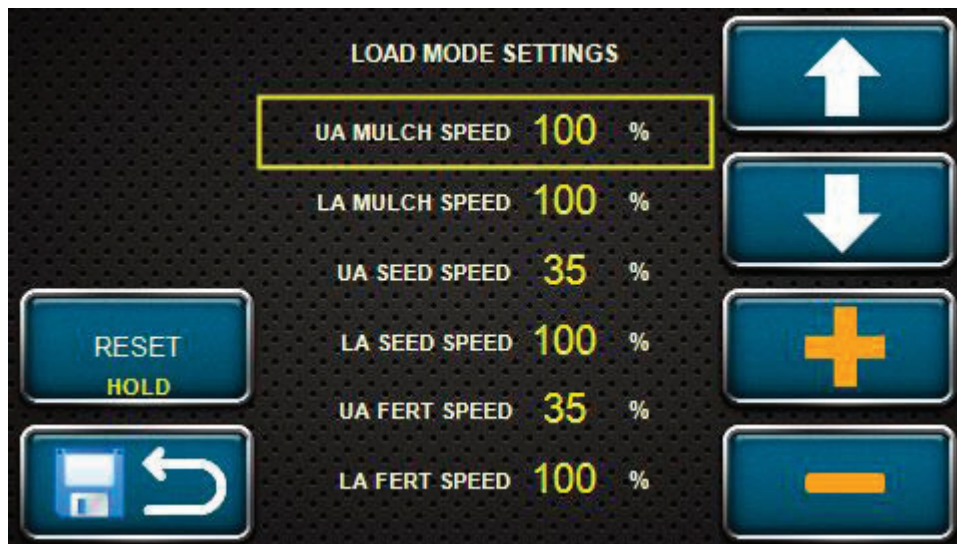 LOAD MODE SETTINGS
UA MULCH SPEED 100 %
LA MULCH SPEED 100 %
UA SEED SPEED 35 %
LA SEED SPEED 100 %
UA FERT SPEED 35 %
LA FERT SPEED 100 %
RESET
HOLD